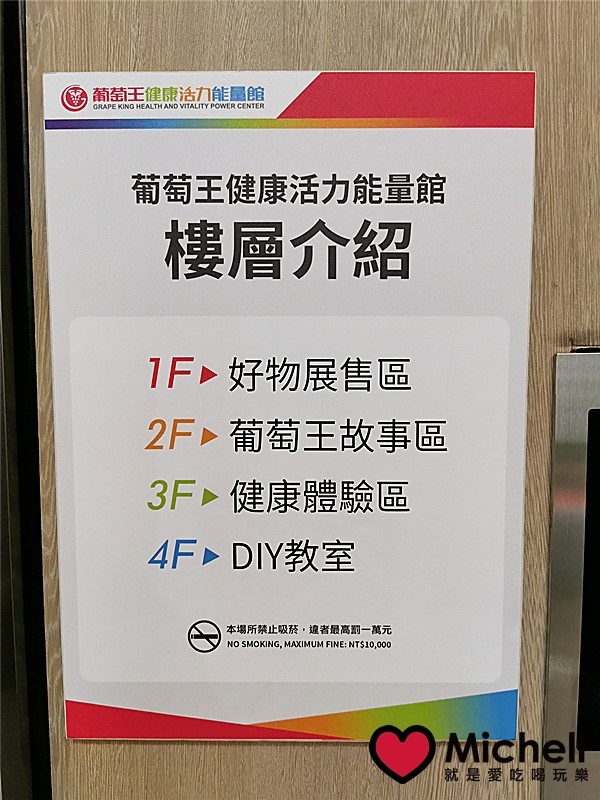 葡萄王健康活力能量館
GRAPE KING HEALTH AND VITALITY POWER CENTER
葡萄王健康活力能量館
樓層介紹
1F▶好物展售區
2F▶葡萄王故事區
3F▶健康體驗區
4F▶DIY教室
本場所禁止吸菸，違者最高罰一萬元
NO SMOKING, MAXIMUM FINE: NT$10,000
Micheli
就是愛吃喝玩樂